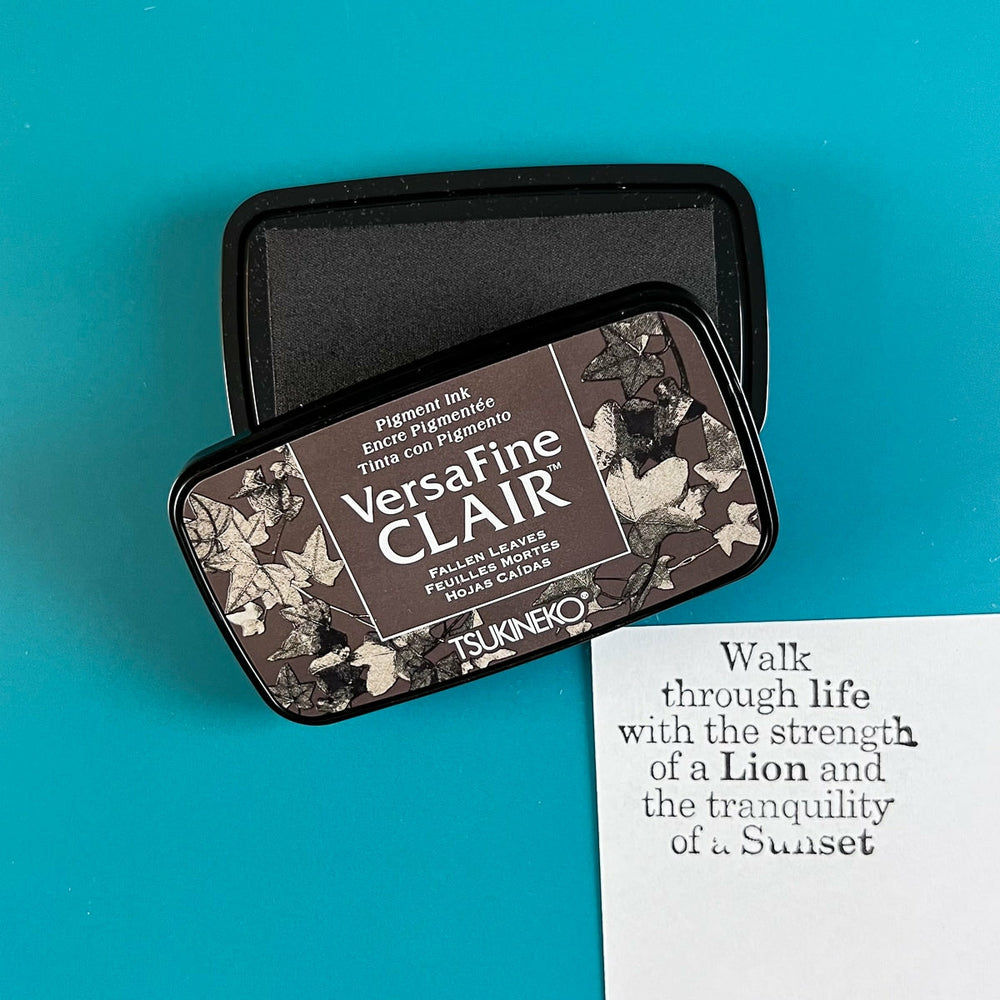 Pigment Ink
Encre Pigmentée
Tinta con Pigmento
VersaFine
CLAIR™
FALLEN LEAVES
FEUILLES MORTES
HOJAS CAÍDAS
TSUKINEKO®
Walk
through life
with the strength
of a Lion and
the tranquility
of a Sunset